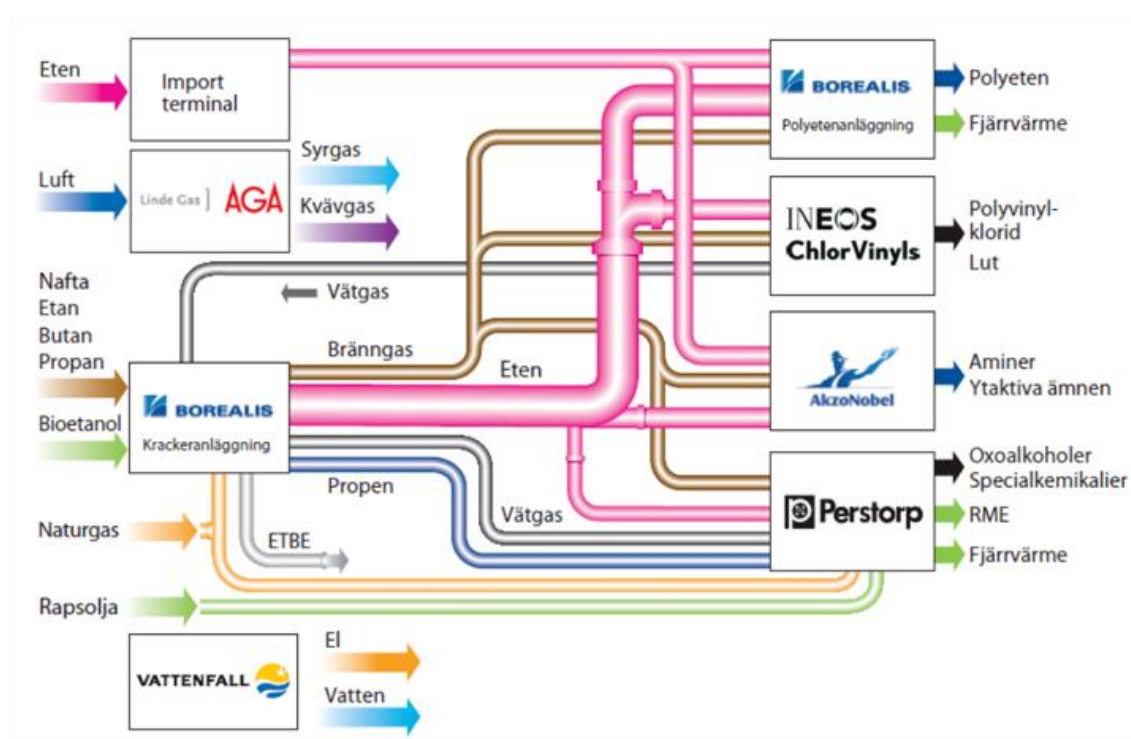 Eten
Import
terminal
BOREALIS
Polyetenanläggning
Polyeten
Fjärrvärme
Luft
Linde Gas
AGA
Syrgas
Kvävgas
INEOS
ChlorVinyls
Polyvinyl-
klorid
Lut
Nafta
Etan
Butan
Propan
Bioetanol
Vätgas
Bränngas
Eten
BOREALIS
Krackeranläggning
AkzoNobel
Aminer
Ytaktiva ämnen
Propen
Vätgas
Perstorp
Oxoalkoholer
Specialkemikalier
RME
Fjärrvärme
Naturgas
ETBE
Rapsolja
VATTENFALL
El
Vatten